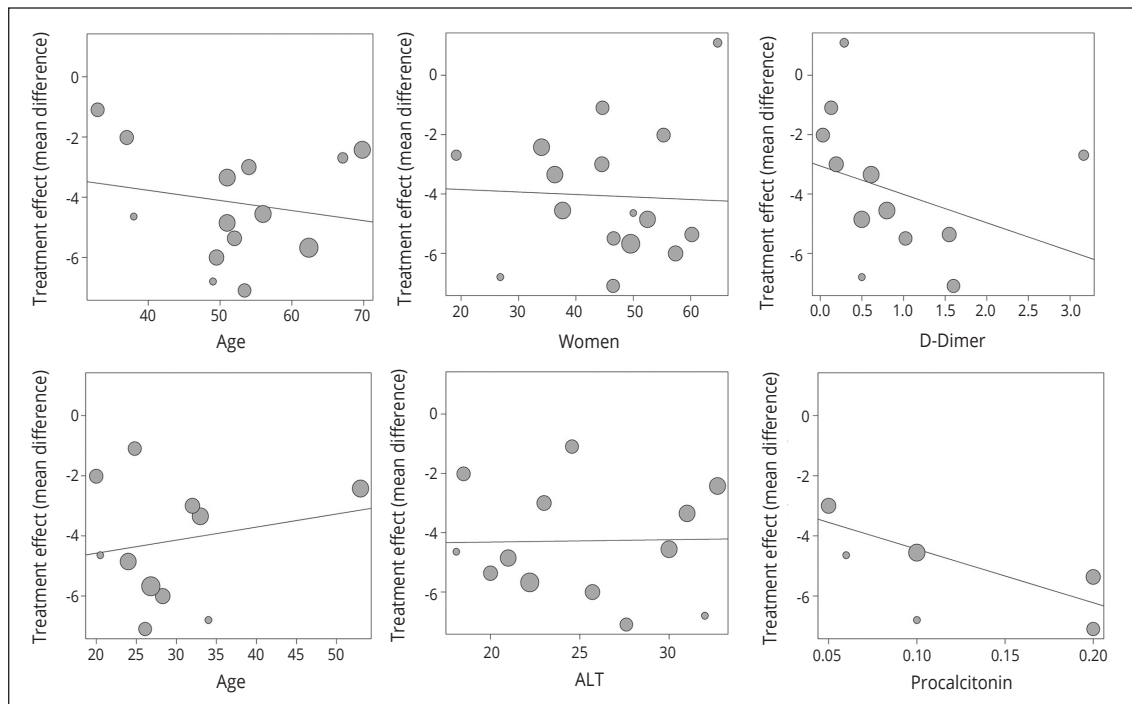 Treatment effect (mean difference)
0
-2
-4
-6
40 50 60 70
Age
Treatment effect (mean difference)
0
-2
-4
-6
20 30 40 50 60
Women
Treatment effect (mean difference)
0
-2
-4
-6
0.0 0.5 1.0 1.5 2.0 2.5 3.0
D-Dimer
Treatment effect (mean difference)
0
-2
-4
-6
20 25 30 35 40 45 50
Age
Treatment effect (mean difference)
0
-2
-4
-6
20 25 30
ALT
Treatment effect (mean difference)
0
-2
-4
-6
0.05 0.10 0.15 0.20
Procalcitonin